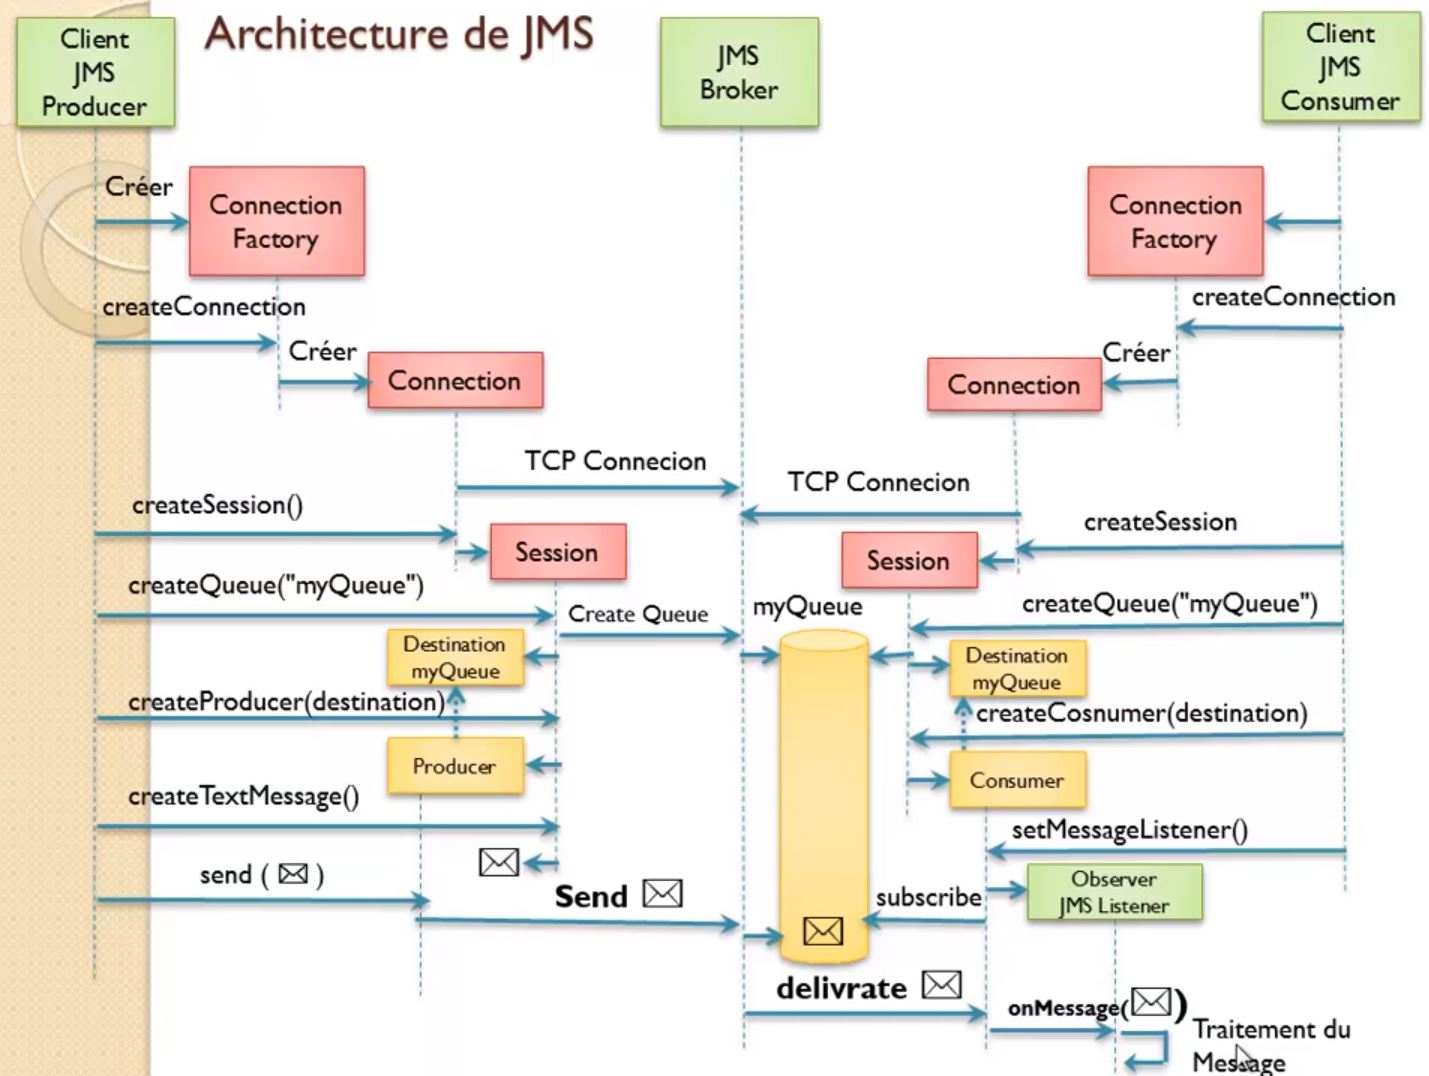 Architecture de JMS
Client
JMS
Producer
JMS
Broker
Client
JMS
Consumer
Créer
Connection
Factory
Connection
Factory
createConnection
createConnection
Créer
Connection
Créer
Connection
TCP Connecion
TCP Connecion
createSession()
createSession
Session
Session
createQueue("myQueue")
Create Queue
myQueue
createQueue("myQueue")
Destination
myQueue
Destination
myQueue
createProducer(destination)
createCosnumer(destination)
Producer
Consumer
createTextMessage()
setMessageListener()
send ( )
Send
subscribe
Observer
JMS Listener
delivrate
onMessage( )
Traitement du
Message